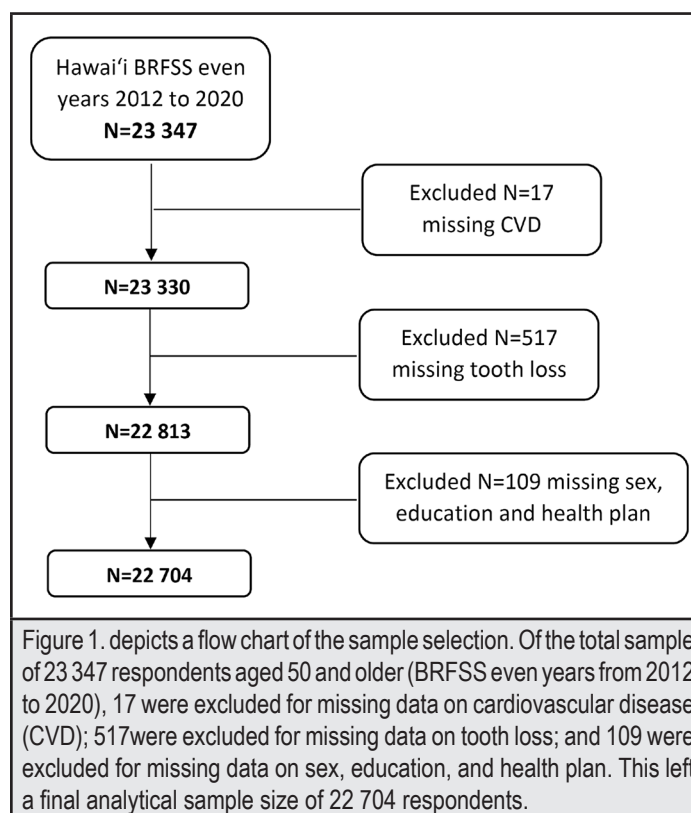 Hawaiʻi BRFSS even
years 2012 to 2020
N=23 347
Excluded N=17
missing CVD
N=23 330
Excluded N=517
missing tooth loss
N=22 813
Excluded N=109 missing sex,
education and health plan
N=22 704
Figure 1. depicts a flow chart of the sample selection. Of the total sample
of 23 347 respondents aged 50 and older (BRFSS even years from 2012
to 2020), 17 were excluded for missing data on cardiovascular disease
(CVD); 517were excluded for missing data on tooth loss; and 109 were
excluded for missing data on sex, education, and health plan. This left
a final analytical sample size of 22 704 respondents.